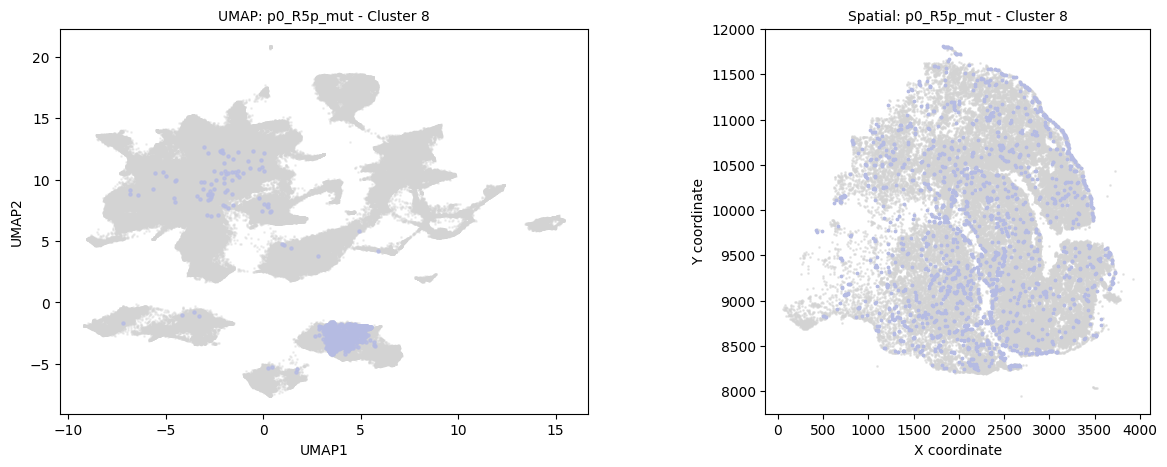 UMAP: p0_R5p_mut - Cluster 8
UMAP2
20
15
10
5
0
−5
−10 −5 0 5 10 15
UMAP1
Spatial: p0_R5p_mut - Cluster 8
Y coordinate
12000
11500
11000
10500
10000
9500
9000
8500
8000
0 500 1000 1500 2000 2500 3000 3500 4000
X coordinate